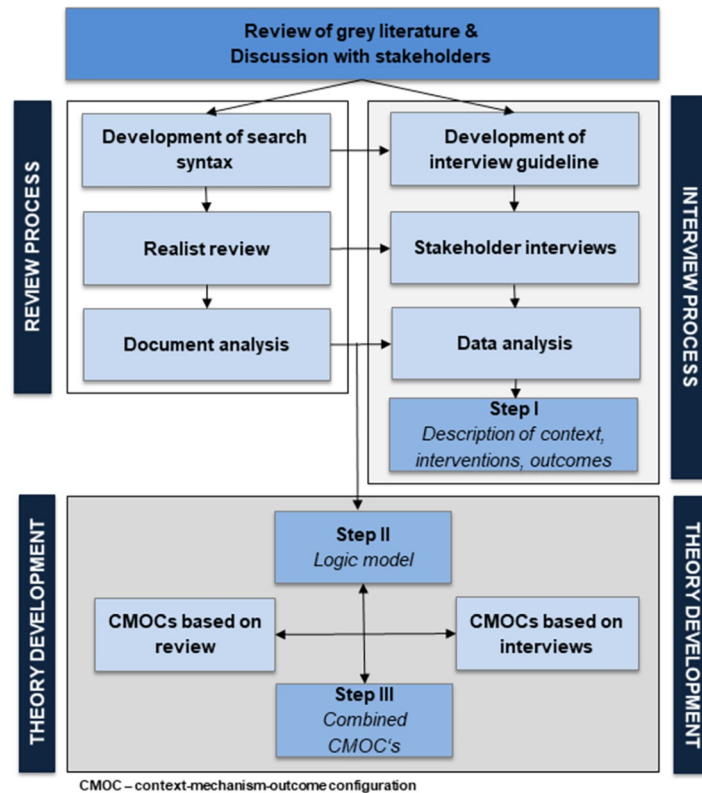 Review of grey literature &
Discussion with stakeholders
REVIEW PROCESS
Development of search
syntax
Realist review
Document analysis
INTERVIEW PROCESS
Development of
interview guideline
Stakeholder interviews
Data analysis
Step I
Description of context,
interventions, outcomes
THEORY DEVELOPMENT
Step II
Logic model
CMOCs based on
review
CMOCs based on
interviews
Step III
Combined
CMOC‘s
THEORY DEVELOPMENT
CMOC – context-mechanism-outcome configuration